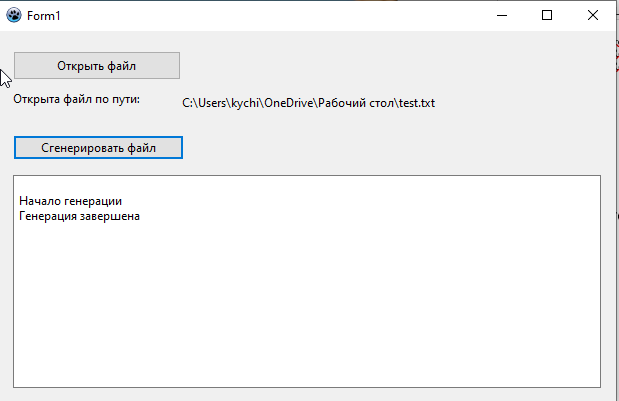 Form1
Открыть файл
Открыта файл по пути:
C:\Users\kychi\OneDrive\Рабочий стол\test.txt
Сгенерировать файл
Начало генерации
Генерация завершена